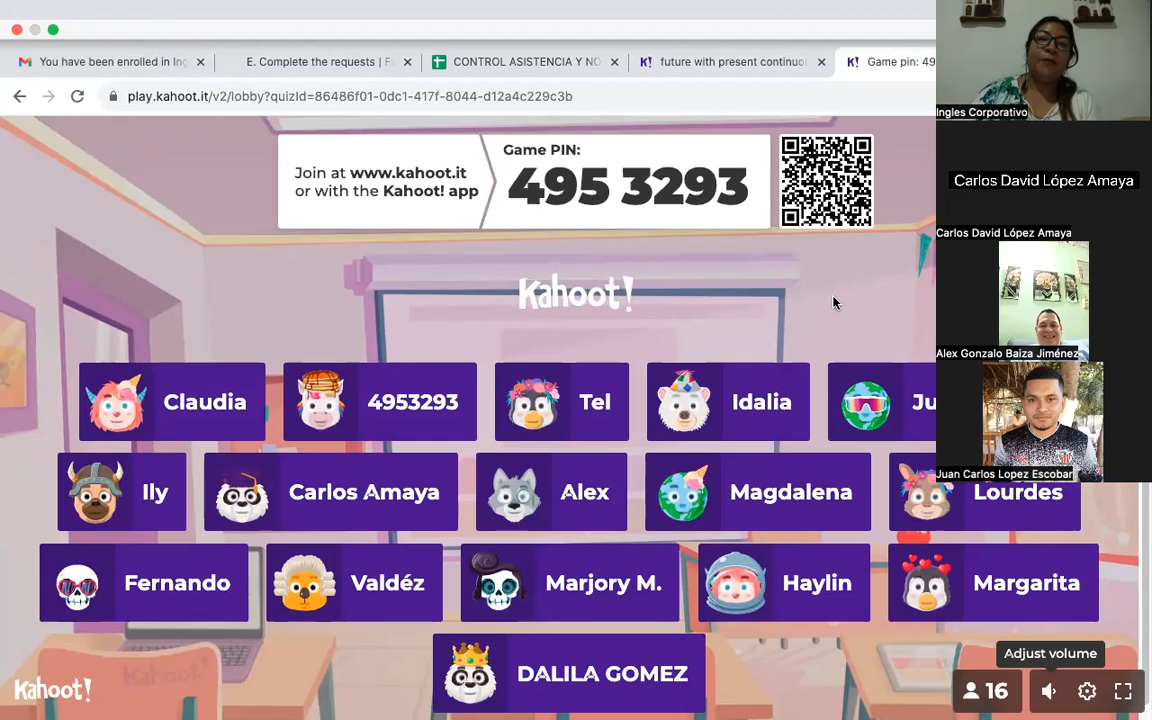 You have been enrolled in Ing
E. Complete the requests | F
CONTROL ASISTENCIA Y NO
future with present continuou
Game pin: 49
play.kahoot.it/v2/lobby?quizId=86486f01-0dc1-417f-8044-d12a4c229c3b
Ingles Corporativo
Join at www.kahoot.it
or with the Kahoot! app
Game PIN:
495 3293
Carlos David López Amaya
Carlos David López Amaya
Kahoot!
Alex Gonzalo Baiza Jiménez
Claudia
4953293
Tel
Idalia
Ju
Juan Carlos Lopez Escobar
Ily
Carlos Amaya
Alex
Magdalena
Lourdes
Fernando
Valdéz
Marjory M.
Haylin
Margarita
DALILA GOMEZ
Adjust volume
Kahoot!
16